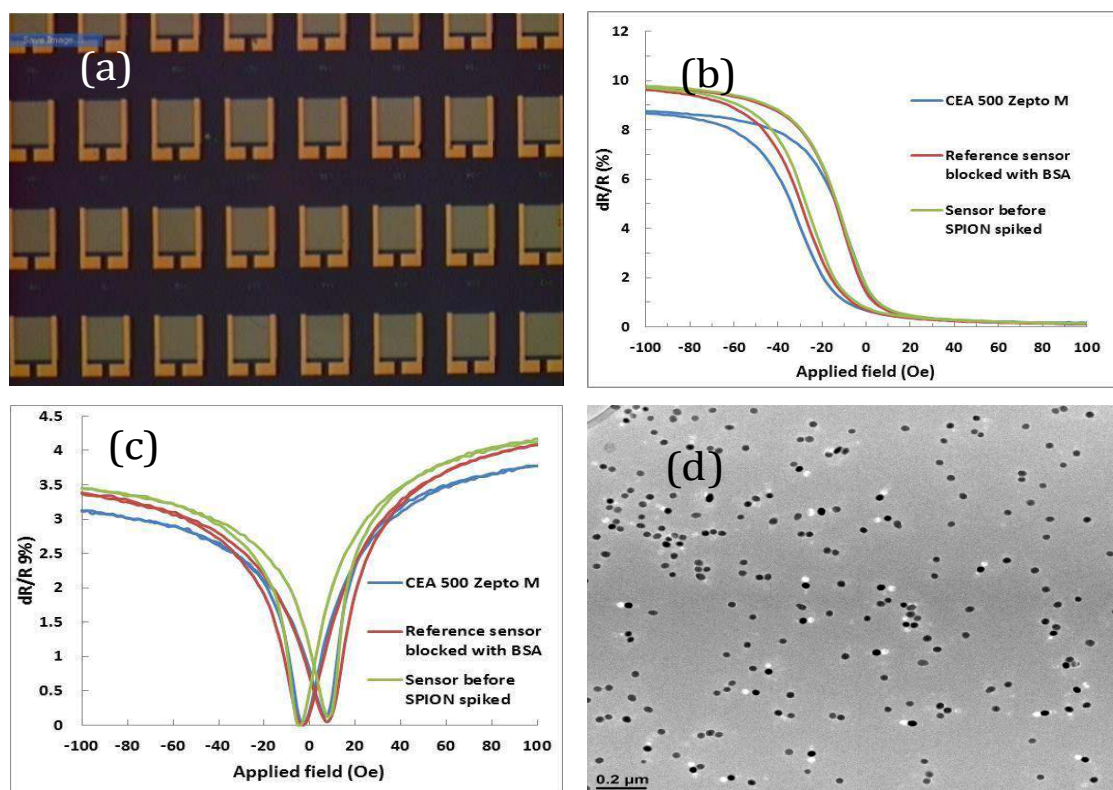 Save Image
(a)
(b)
12
10
8
6
4
2
0
dR/R (%)
-100 -80 -60 -40 -20 0 20 40 60 80 100
Applied field (Oe)
CEA 500 Zepto M
Reference sensor
blocked with BSA
Sensor before
SPION spiked
(c)
4.5
4
3.5
3
2.5
2
1.5
1
0.5
0
dR/R 9%)
-100 -80 -60 -40 -20 0 20 40 60 80 100
Applied field (Oe)
CEA 500 Zepto M
Reference sensor
blocked with BSA
Sensor before
SPION spiked
(d)
0.2 µm